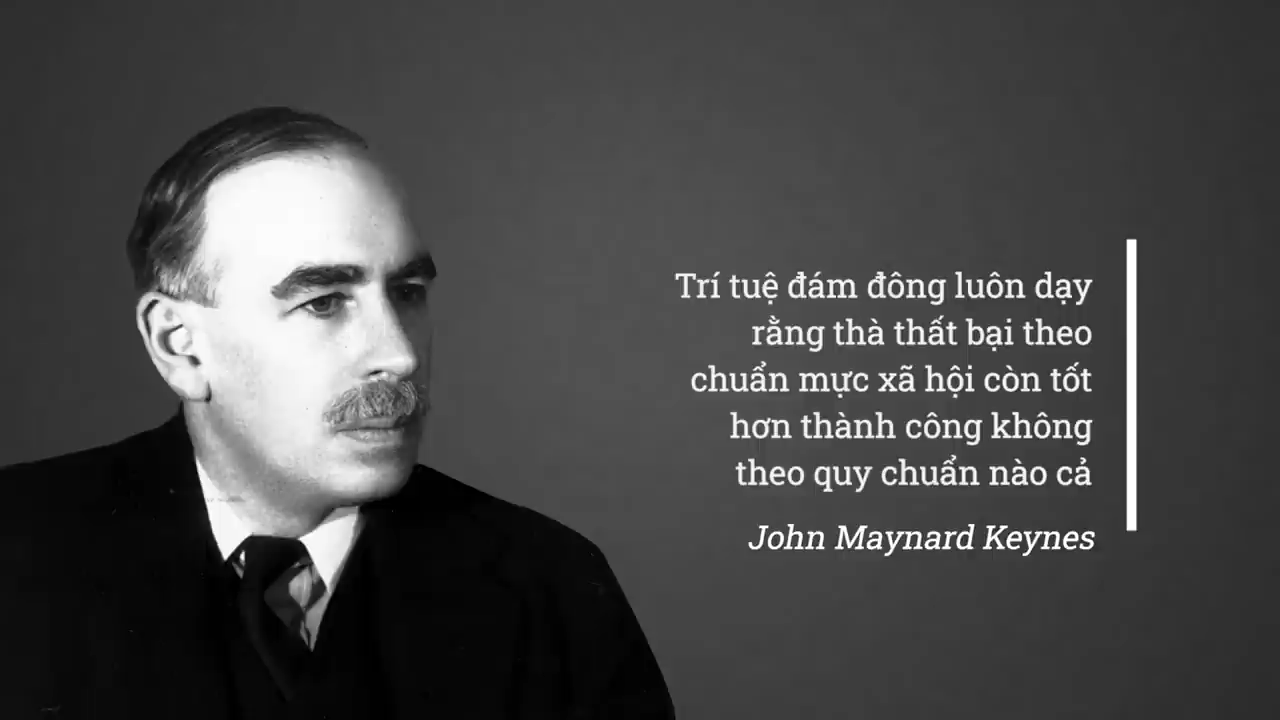 Trí tuệ đám đông luôn dạy
rằng thà thất bại theo
chuẩn mực xã hội còn tốt
hơn thành công không
theo quy chuẩn nào cả
John Maynard Keynes